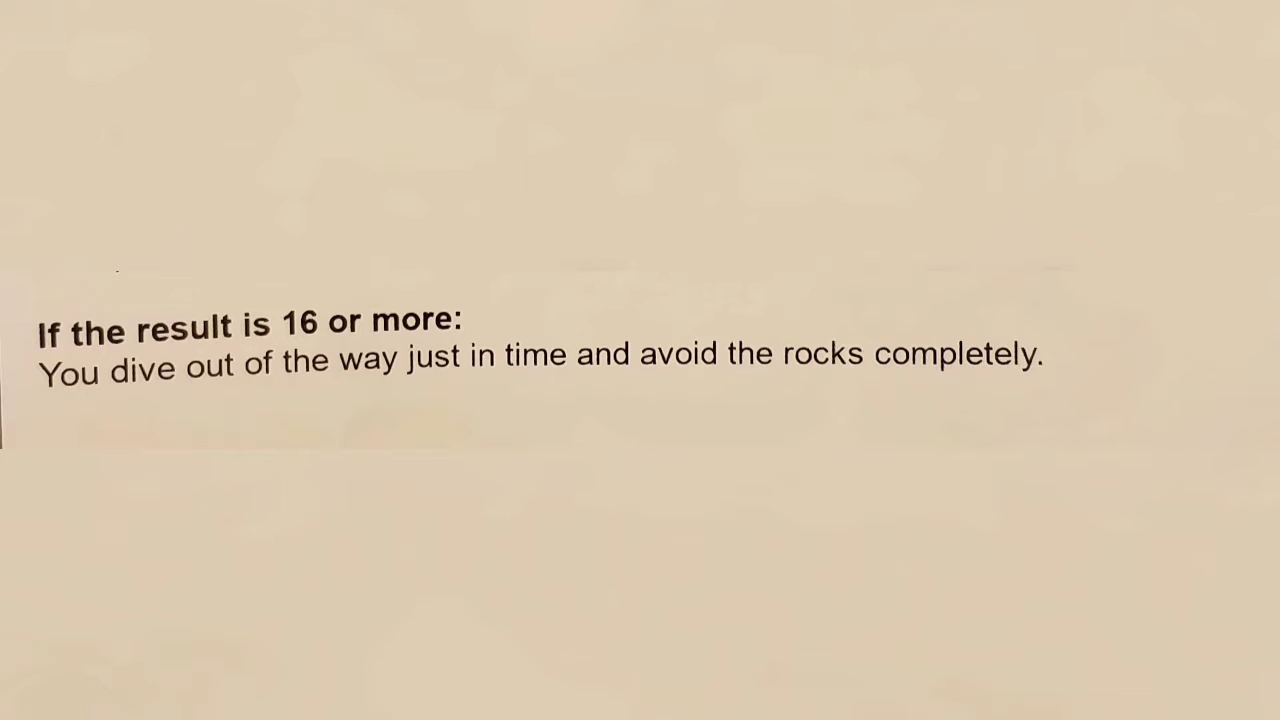 If the result is 16 or more:
You dive out of the way just in time and avoid the rocks completely.